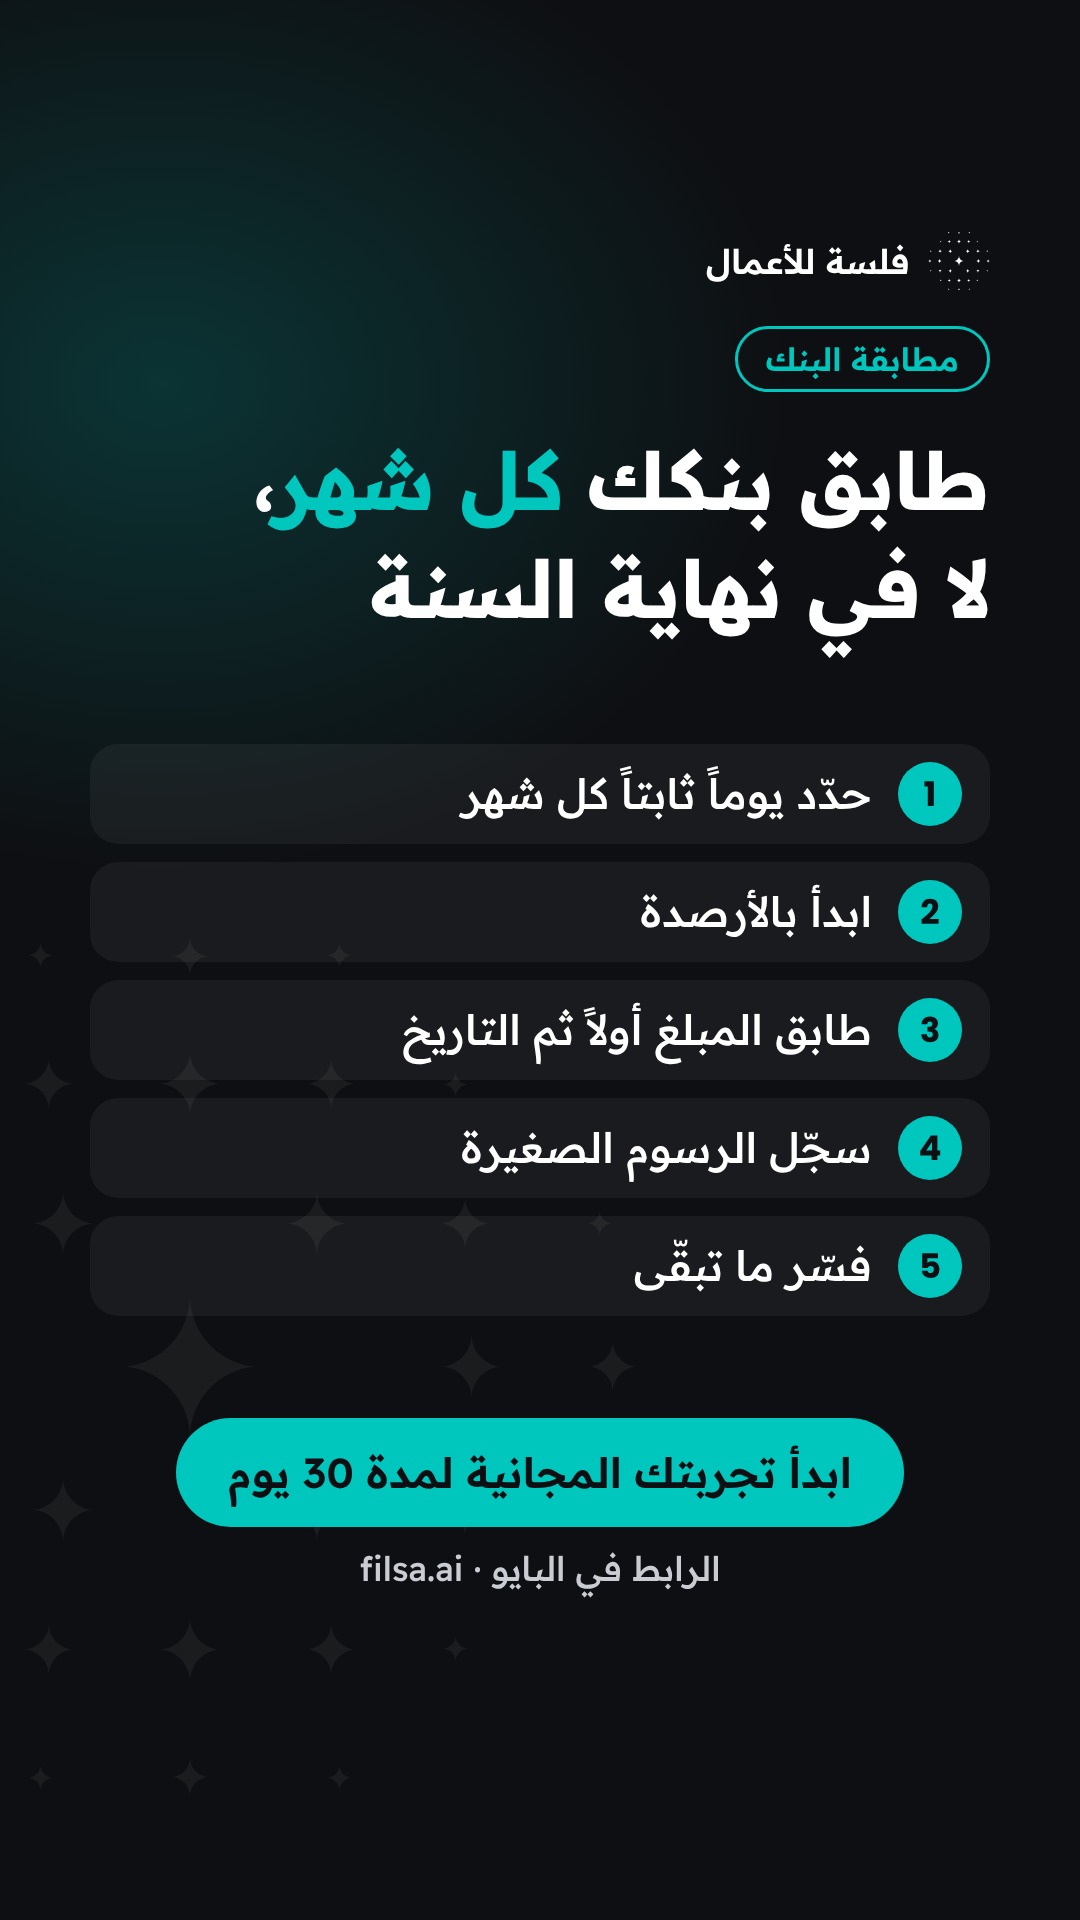 فلسة للأعمال
مطابقة البنك
طابق بنكك كل شهر،
لا في نهاية السنة
1 حدّد يوماً ثابتاً كل شهر
2 ابدأ بالأرصدة
3 طابق المبلغ أولاً ثم التاريخ
4 سجّل الرسوم الصغيرة
5 فسّر ما تبقّى
ابدأ تجربتك المجانية لمدة 30 يوم
الرابط في البايو · filsa.ai